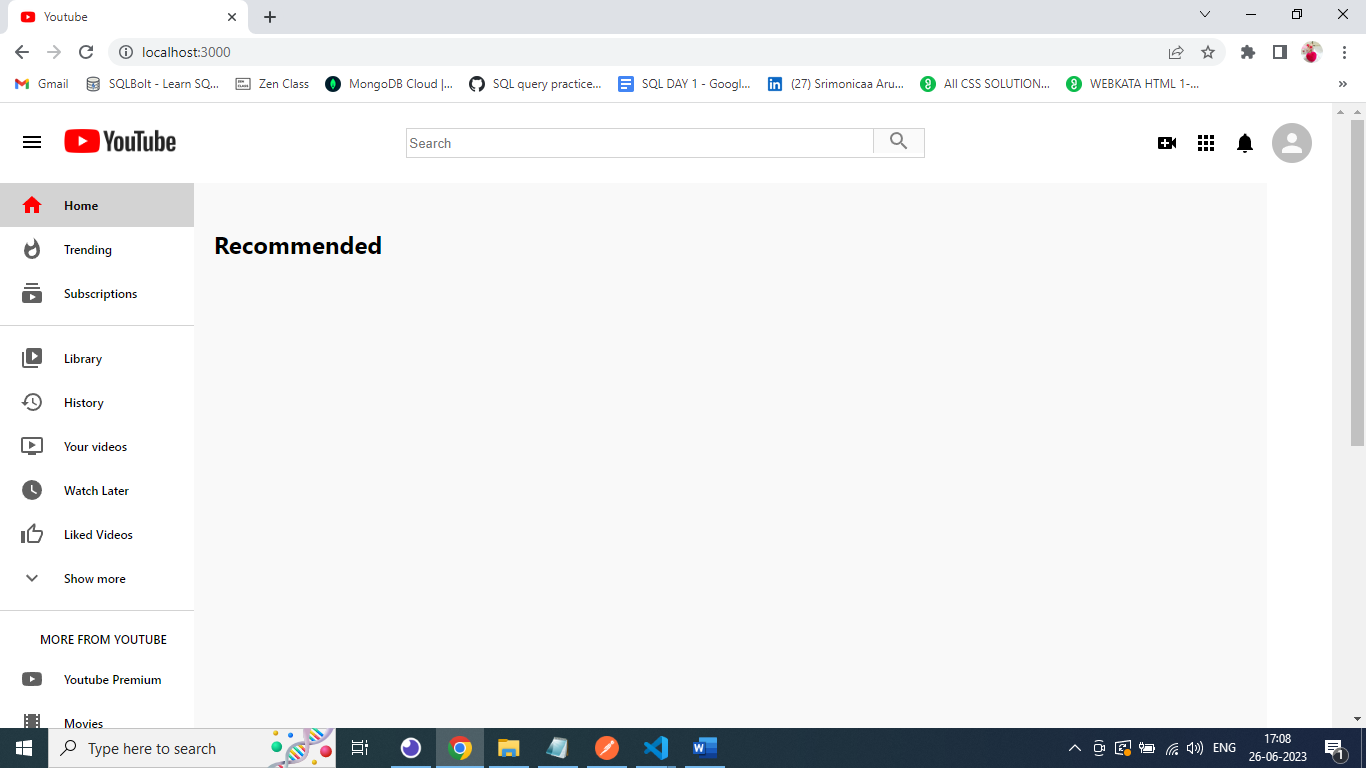 Youtube
localhost:3000
Gmail
SQLBolt - Learn SQ...
Zen Class
MongoDB Cloud |...
SQL query practice...
SQL DAY 1 - Googl...
(27) Srimonicaa Aru...
All CSS SOLUTION...
WEBKATA HTML 1-...
»
YouTube
Search
Home
Trending
Subscriptions
Library
History
Your videos
Watch Later
Liked Videos
Show more
MORE FROM YOUTUBE
Youtube Premium
Movies
Recommended
Type here to search
ENG
17:08
26-06-2023
1